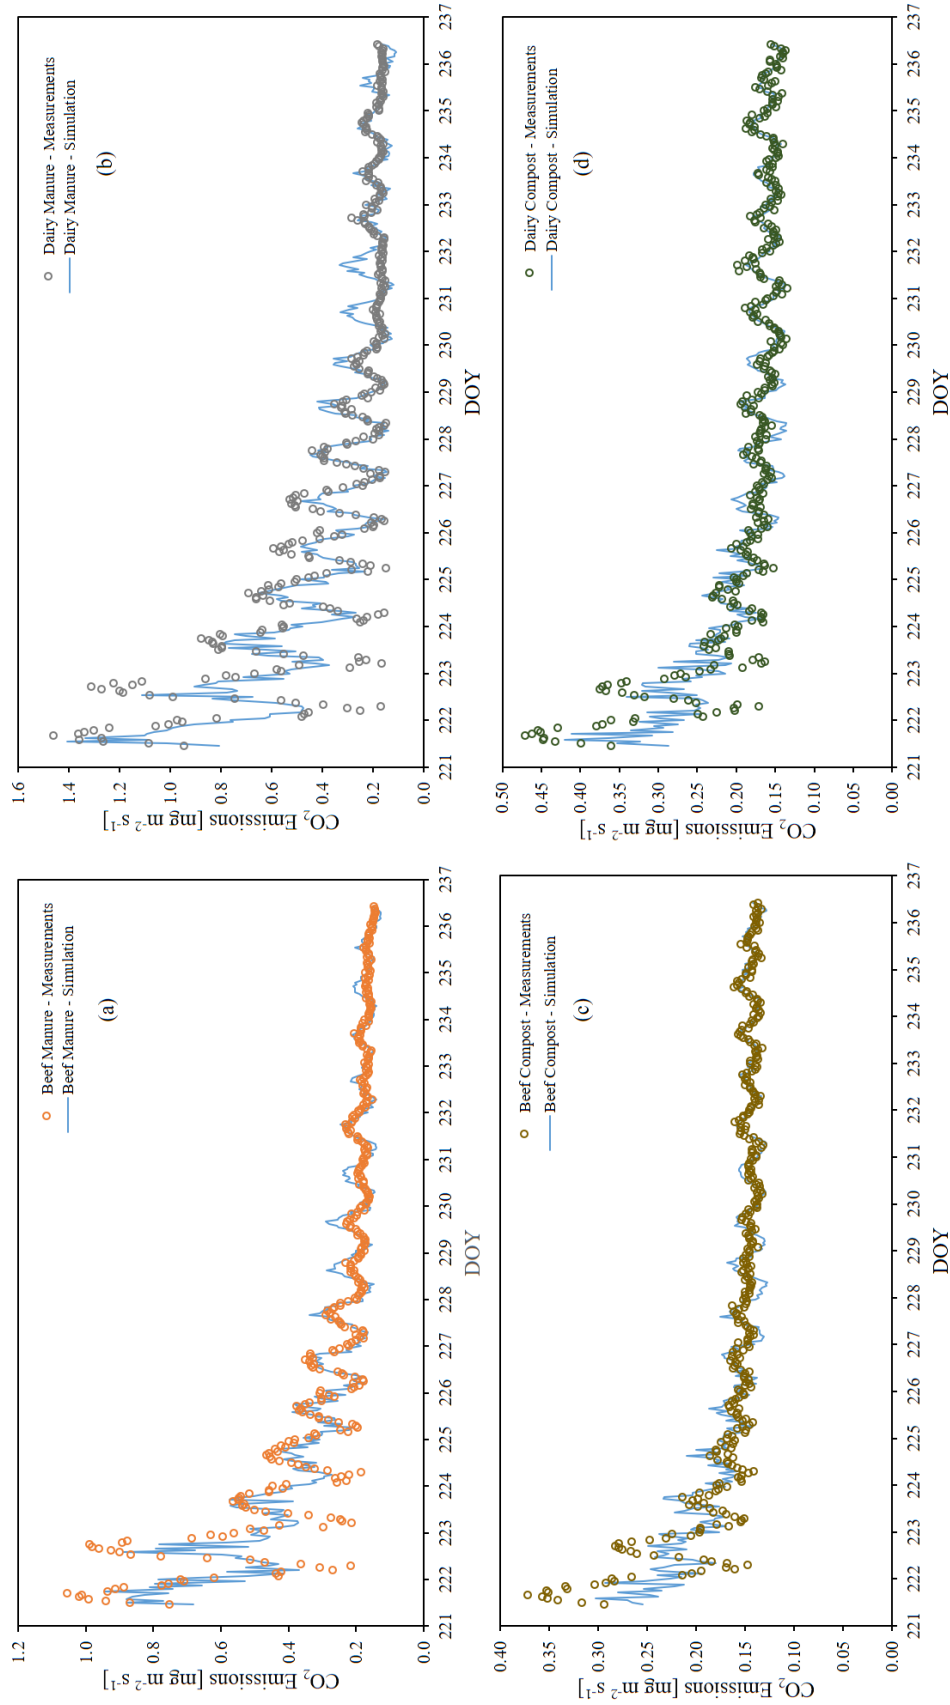 1.2
1.0
0.8
0.6
0.4
0.2
CO2 Emissions [mg m-2 s-1]
221 222 223 224 225 226 227 228 229 230 231 232 233 234 235 236 237
DOY
Beef Manure - Measurements
Beef Manure - Simulation
(a)
1.6
1.4
1.2
1.0
0.8
0.6
0.4
0.2
0.0
CO2 Emissions [mg m-2 s-1]
221 222 223 224 225 226 227 228 229 230 231 232 233 234 235 236 237
DOY
Dairy Manure - Measurements
Dairy Manure - Simulation
(b)
0.40
0.35
0.30
0.25
0.20
0.15
0.10
0.05
0.00
CO2 Emissions [mg m-2 s-1]
221 222 223 224 225 226 227 228 229 230 231 232 233 234 235 236 237
DOY
Beef Compost - Measurements
Beef Compost - Simulation
(c)
0.50
0.45
0.40
0.35
0.30
0.25
0.20
0.15
0.10
0.05
0.00
CO2 Emissions [mg m-2 s-1]
221 222 223 224 225 226 227 228 229 230 231 232 233 234 235 236 237
DOY
Dairy Compost - Measurements
Dairy Compost - Simulation
(d)